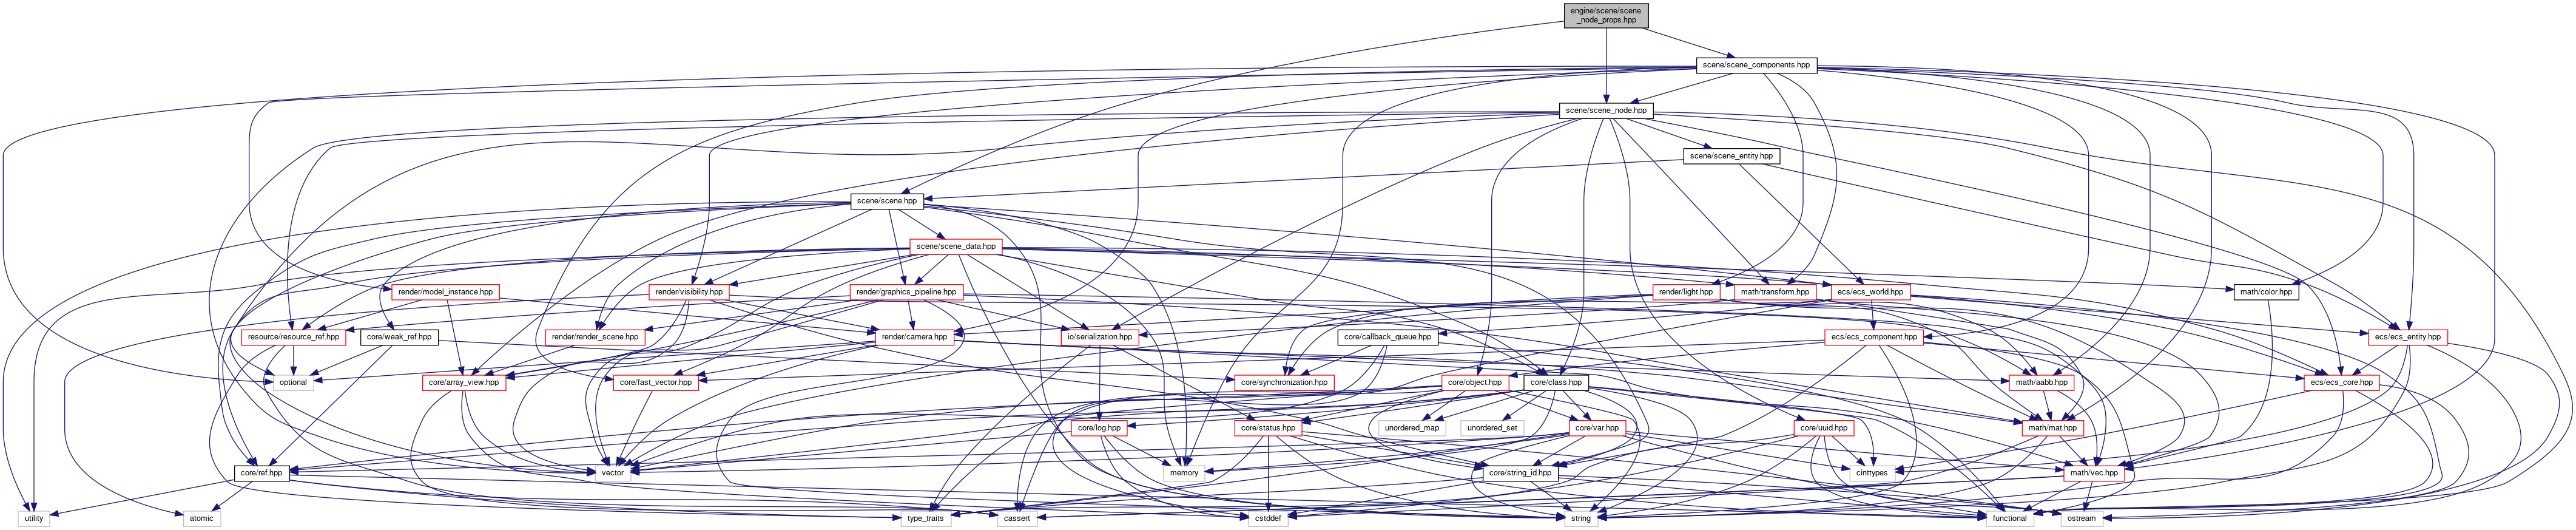 engine/scene/scene
_node_props.hpp
scene/scene_components.hpp
scene/scene_node.hpp
scene/scene_entity.hpp
scene/scene.hpp
scene/scene_data.hpp
render/model_instance.hpp
render/visibility.hpp
render/graphics_pipeline.hpp
render/light.hpp
math/transform.hpp
ecs/ecs_world.hpp
math/color.hpp
resource/resource_ref.hpp
core/weak_ref.hpp
render/render_scene.hpp
render/camera.hpp
io/serialization.hpp
core/callback_queue.hpp
ecs/ecs_component.hpp
ecs/ecs_entity.hpp
optional
core/array_view.hpp
core/fast_vector.hpp
core/synchronization.hpp
core/object.hpp
core/class.hpp
math/aabb.hpp
ecs/ecs_core.hpp
core/log.hpp
core/status.hpp
unordered_map
unordered_set
core/var.hpp
core/uuid.hpp
math/mat.hpp
core/ref.hpp
vector
memory
core/string_id.hpp
cinttypes
math/vec.hpp
utility
atomic
type_traits
cassert
cstddef
string
functional
ostream